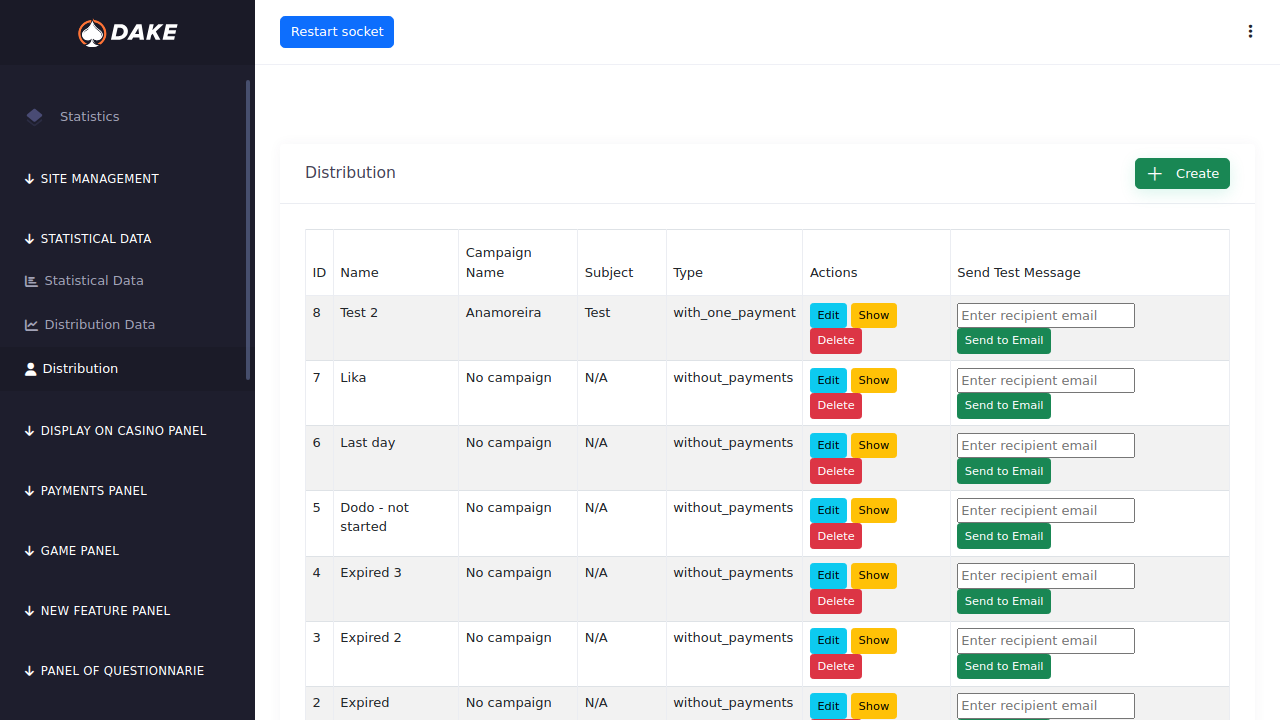 DAKE
Restart socket
Statistics
SITE MANAGEMENT
STATISTICAL DATA
Statistical Data
Distribution Data
Distribution
DISPLAY ON CASINO PANEL
PAYMENTS PANEL
GAME PANEL
NEW FEATURE PANEL
PANEL OF QUESTIONNARIE
Distribution
Create
ID Name Campaign Name Subject Type Actions Send Test Message
8 Test 2 Anamoreira Test with_one_payment Edit Show Enter recipient email
Delete Send to Email
7 Lika No campaign N/A without_payments Edit Show Enter recipient email
Delete Send to Email
6 Last day No campaign N/A without_payments Edit Show Enter recipient email
Delete Send to Email
5 Dodo - not started No campaign N/A without_payments Edit Show Enter recipient email
Delete Send to Email
4 Expired 3 No campaign N/A without_payments Edit Show Enter recipient email
Delete Send to Email
3 Expired 2 No campaign N/A without_payments Edit Show Enter recipient email
Delete Send to Email
2 Expired No campaign N/A without_payments Edit Show Enter recipient email